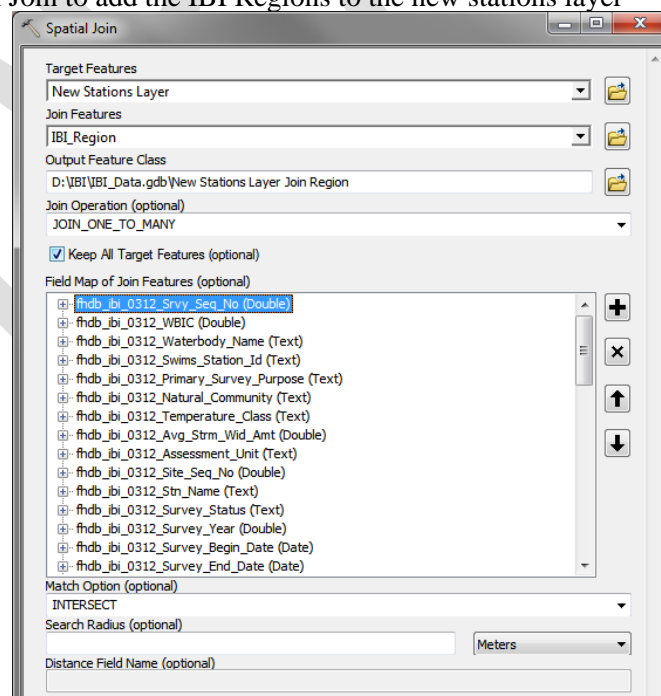 Join to add the IBI Regions to the new stations layer
Spatial Join
Target Features
New Stations Layer
Join Features
IBI_Region
Output Feature Class
D:\IBI\IBI_Data.gdb\New Stations Layer Join Region
Join Operation (optional)
JOIN_ONE_TO_MANY
Keep All Target Features (optional)
Field Map of Join Features (optional)
fhdb_ibi_0312_Srvy_Seq_No (Double)
fhdb_ibi_0312_WBIC (Double)
fhdb_ibi_0312_Waterbody_Name (Text)
fhdb_ibi_0312_Swims_Station_Id (Text)
fhdb_ibi_0312_Primary_Survey_Purpose (Text)
fhdb_ibi_0312_Natural_Community (Text)
fhdb_ibi_0312_Temperature_Class (Text)
fhdb_ibi_0312_Avg_Strm_Wid_Amt (Double)
fhdb_ibi_0312_Assessment_Unit (Text)
fhdb_ibi_0312_Site_Seq_No (Double)
fhdb_ibi_0312_Stn_Name (Text)
fhdb_ibi_0312_Survey_Status (Text)
fhdb_ibi_0312_Survey_Year (Double)
fhdb_ibi_0312_Survey_Begin_Date (Date)
fhdb_ibi_0312_Survey_End_Date (Date)
Match Option (optional)
INTERSECT
Search Radius (optional)
Meters
Distance Field Name (optional)